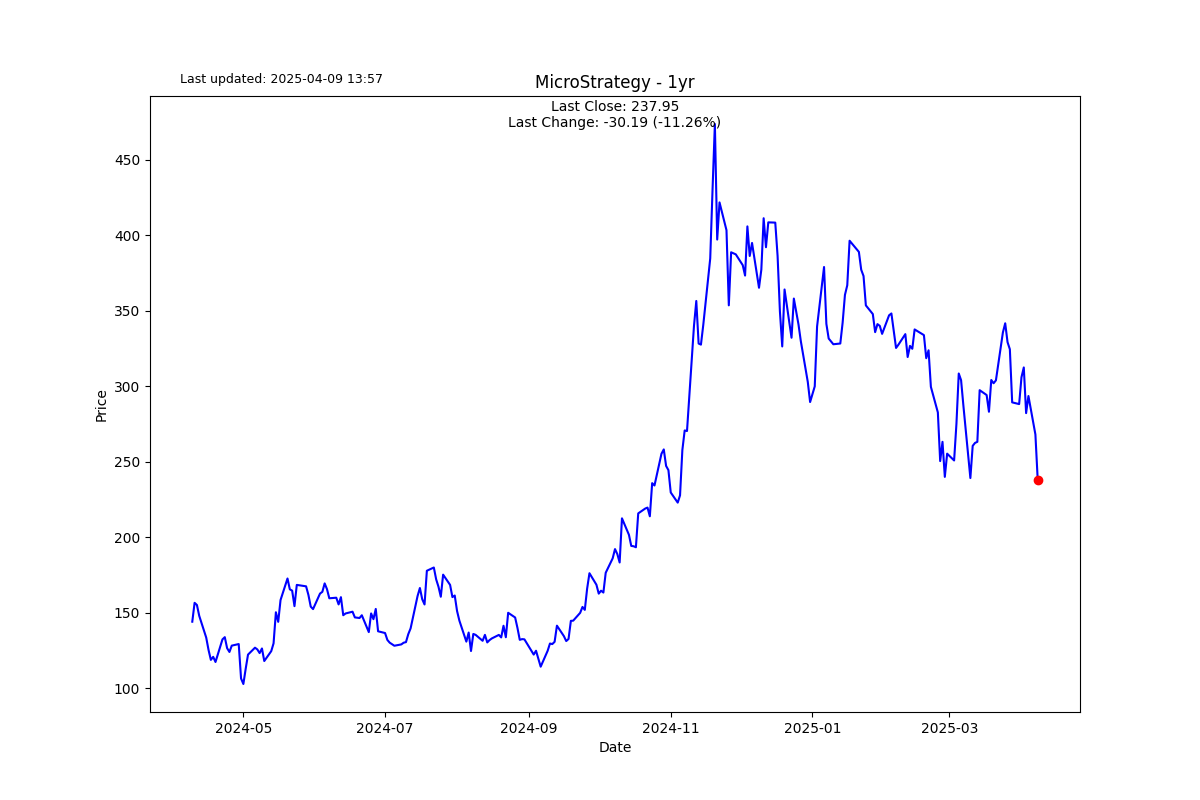 Last updated: 2025-04-09 13:57
MicroStrategy - 1yr
Last Close: 237.95
Last Change: -30.19 (-11.26%)
450
400
350
300
250
200
150
100
Price
2024-05
2024-07
2024-09
2024-11
2025-01
2025-03
Date